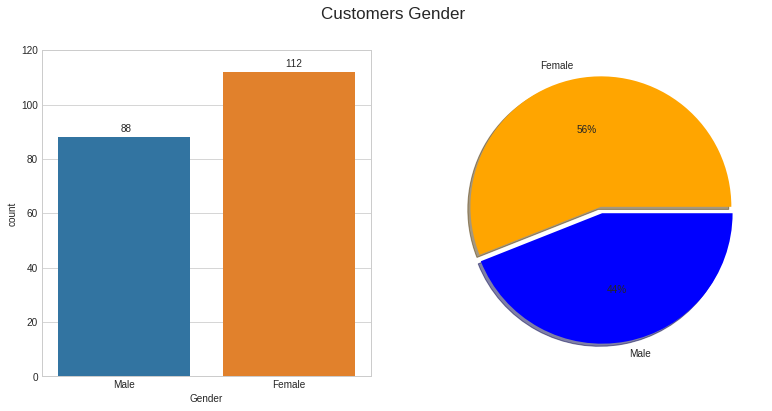 Customers Gender
120
100
80
60
40
20
0
count
88
112
Male
Female
Gender
Female
56%
44%
Male